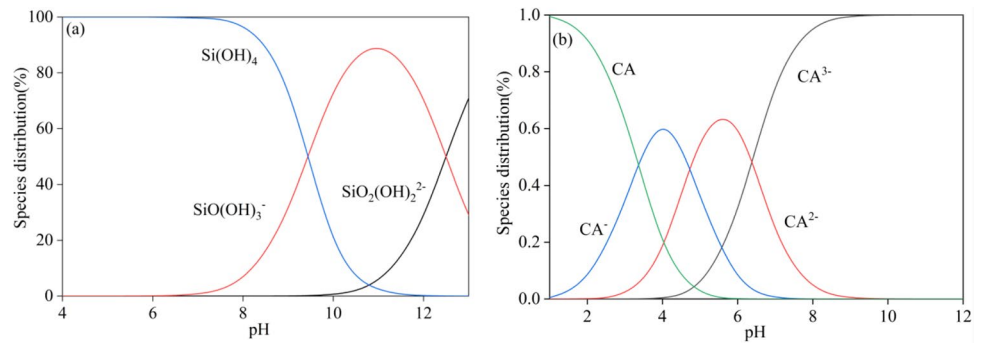 (a)
Species distribution(%)
100
80
60
40
20
0
4 6 8 10 12
pH
Si(OH)₄
SiO(OH)₃⁻
SiO₂(OH)₂²⁻
(b)
Species distribution(%)
1.0
0.8
0.6
0.4
0.2
0.0
2 4 6 8 10 12
pH
CA
CA³⁻
CA⁻
CA²⁻